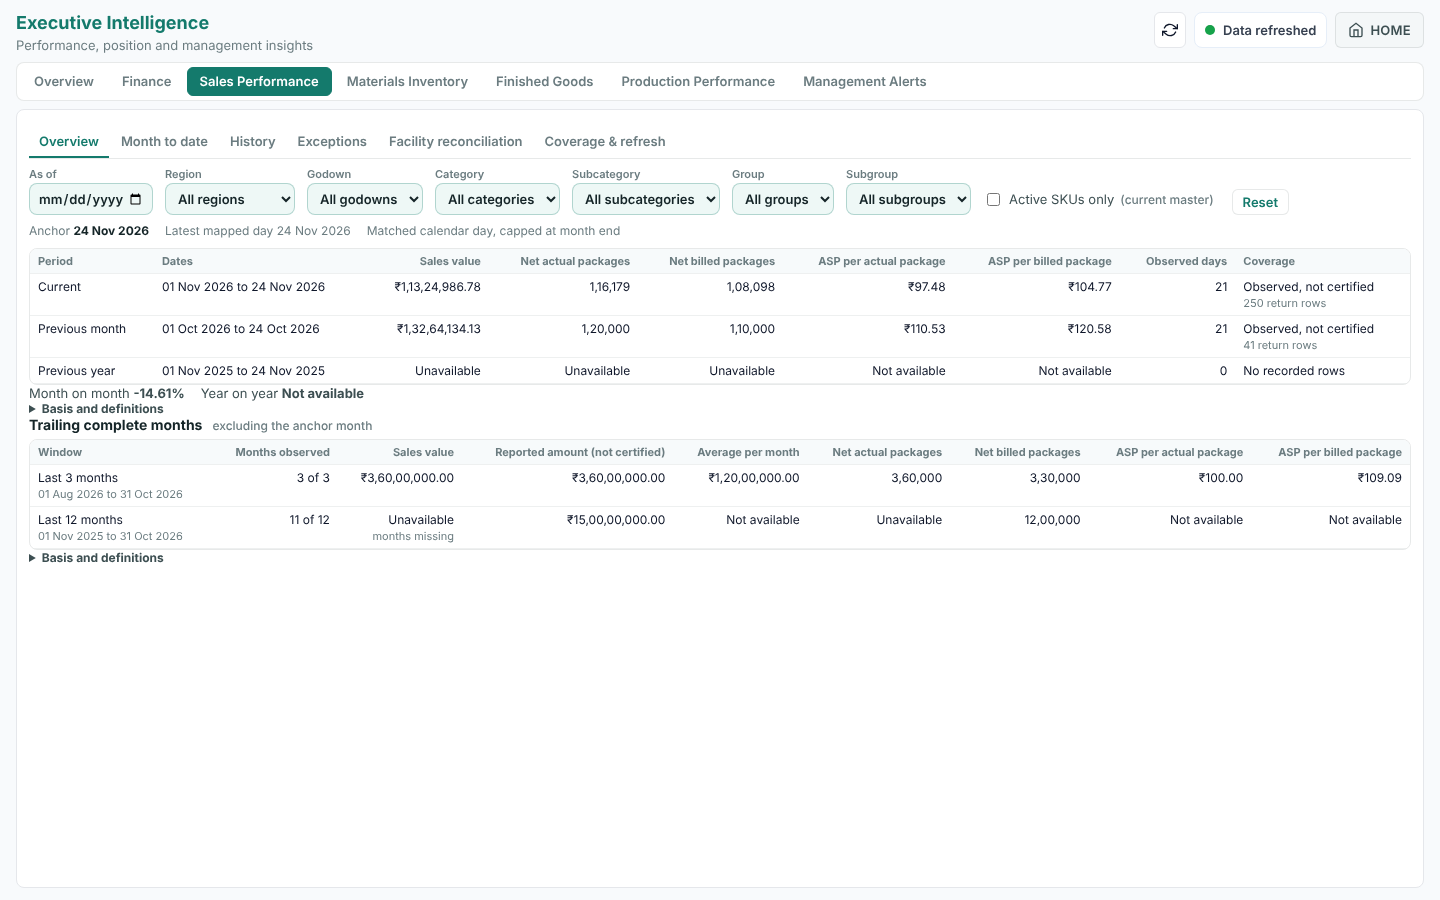 Executive Intelligence
Performance, position and management insights
Data refreshed
HOME
Overview Finance Sales Performance Materials Inventory Finished Goods Production Performance Management Alerts
Overview Month to date History Exceptions Facility reconciliation Coverage & refresh
As of Region Godown Category Subcategory Group Subgroup
mm/dd/yyyy All regions All godowns All categories All subcategories All groups All subgroups Active SKUs only (current master) Reset
Anchor 24 Nov 2026 Latest mapped day 24 Nov 2026 Matched calendar day, capped at month end
Period Dates Sales value Net actual packages Net billed packages ASP per actual package ASP per billed package Observed days Coverage
Current 01 Nov 2026 to 24 Nov 2026 ₹1,13,24,986.78 1,16,179 1,08,098 ₹97.48 ₹104.77 21 Observed, not certified
250 return rows
Previous month 01 Oct 2026 to 24 Oct 2026 ₹1,32,64,134.13 1,20,000 1,10,000 ₹110.53 ₹120.58 21 Observed, not certified
41 return rows
Previous year 01 Nov 2025 to 24 Nov 2025 Unavailable Unavailable Unavailable Not available Not available 0 No recorded rows
Month on month -14.61% Year on year Not available
Basis and definitions
Trailing complete months excluding the anchor month
Window Months observed Sales value Reported amount (not certified) Average per month Net actual packages Net billed packages ASP per actual package ASP per billed package
Last 3 months 3 of 3 ₹3,60,00,000.00 ₹3,60,00,000.00 ₹1,20,00,000.00 3,60,000 3,30,000 ₹100.00 ₹109.09
01 Aug 2026 to 31 Oct 2026
Last 12 months 11 of 12 Unavailable ₹15,00,00,000.00 Not available Unavailable 12,00,000 Not available Not available
01 Nov 2025 to 31 Oct 2026 months missing
Basis and definitions